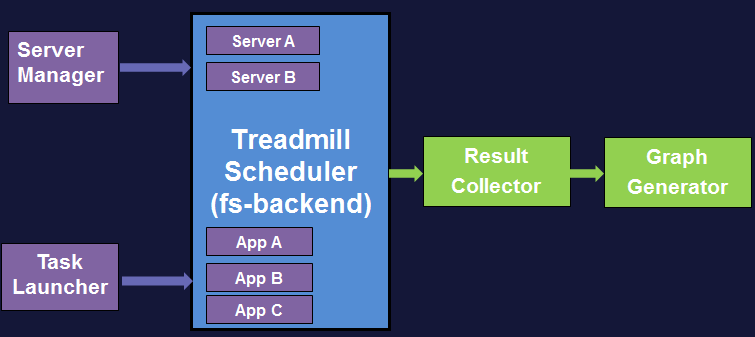 Server
Manager
Server A
Server B
Treadmill
Scheduler
(fs-backend)
App A
App B
App C
Task
Launcher
Result
Collector
Graph
Generator